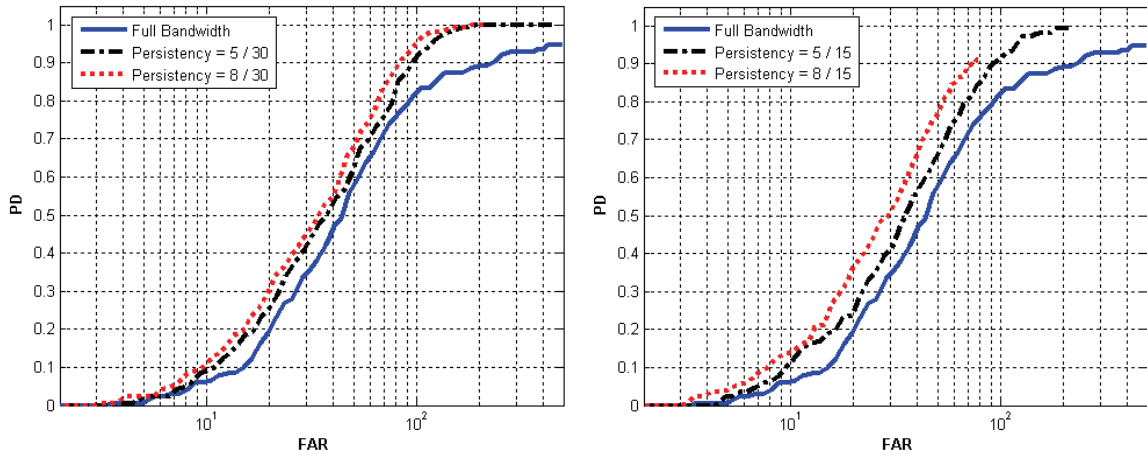 Full Bandwidth
Persistency = 5 / 30
Persistency = 8 / 30
1
0.9
0.8
0.7
0.6
0.5
0.4
0.3
0.2
0.1
0
PD
10^1
10^2
FAR
Full Bandwidth
Persistency = 5 / 15
Persistency = 8 / 15
1
0.9
0.8
0.7
0.6
0.5
0.4
0.3
0.2
0.1
0
PD
10^1
10^2
FAR